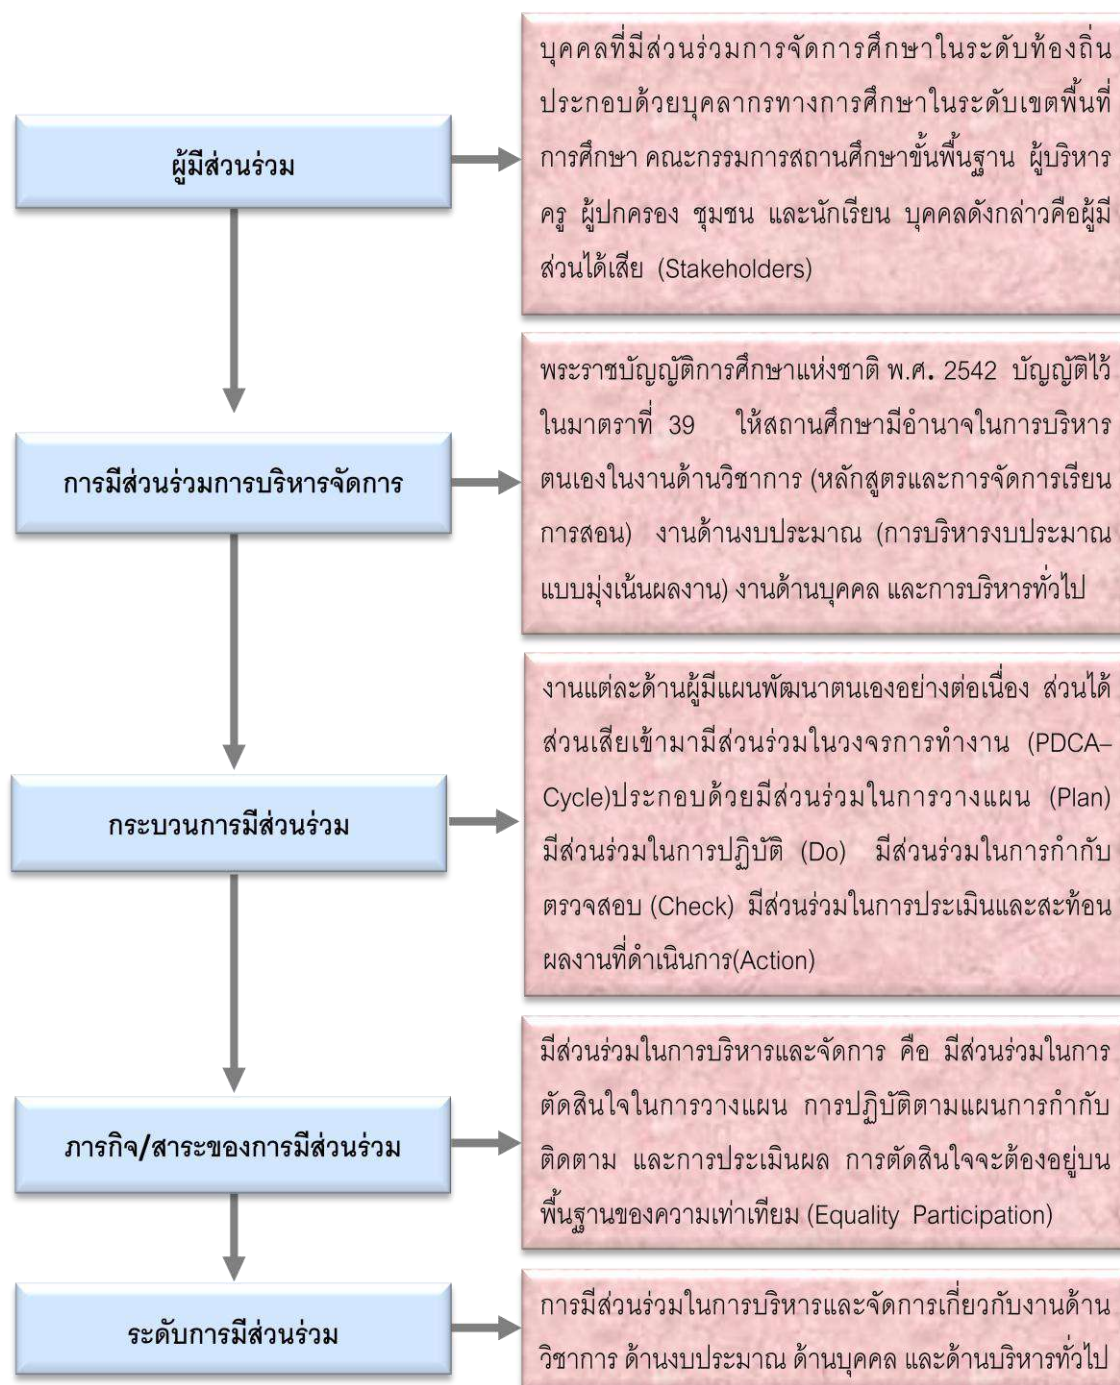 ผู้มีส่วนร่วม
บุคคลที่มีส่วนร่วมการจัดการศึกษาในระดับท้องถิ่น
ประกอบด้วยบุคลากรทางการศึกษาในระดับเขตพื้นที่
การศึกษา คณะกรรมการสถานศึกษาขั้นพื้นฐาน ผู้บริหาร
ครู ผู้ปกครอง ชุมชน และนักเรียน บุคคลดังกล่าวคือผู้มี
ส่วนได้เสีย (Stakeholders)
การมีส่วนร่วมการบริหารจัดการ
พระราชบัญญัติการศึกษาแห่งชาติ พ.ศ. 2542 บัญญัติไว้
ในมาตราที่ 39 ให้สถานศึกษามีอำนาจในการบริหาร
ตนเองในงานด้านวิชาการ (หลักสูตรและการจัดการเรียน
การสอน) งานด้านงบประมาณ (การบริหารงบประมาณ
แบบมุ่งเน้นผลงาน) งานด้านบุคคล และการบริหารทั่วไป
กระบวนการมีส่วนร่วม
งานแต่ละด้านผู้มีแผนพัฒนาตนเองอย่างต่อเนื่อง ส่วนได้
ส่วนเสียเข้ามามีส่วนร่วมในวงจรการทำงาน (PDCA–
Cycle)ประกอบด้วยมีส่วนร่วมในการวางแผน (Plan)
มีส่วนร่วมในการปฏิบัติ (Do) มีส่วนร่วมในการกำกับ
ตรวจสอบ (Check) มีส่วนร่วมในการประเมินและสะท้อน
ผลงานที่ดำเนินการ(Action)
ภารกิจ/สาระของการมีส่วนร่วม
มีส่วนร่วมในการบริหารและจัดการ คือ มีส่วนร่วมในการ
ตัดสินใจในการวางแผน การปฏิบัติตามแผนการกำกับ
ติดตาม และการประเมินผล การตัดสินใจจะต้องอยู่บน
พื้นฐานของความเท่าเทียม (Equality Participation)
ระดับการมีส่วนร่วม
การมีส่วนร่วมในการบริหารและจัดการเกี่ยวกับงานด้าน
วิชาการ ด้านงบประมาณ ด้านบุคคล และด้านบริหารทั่วไป